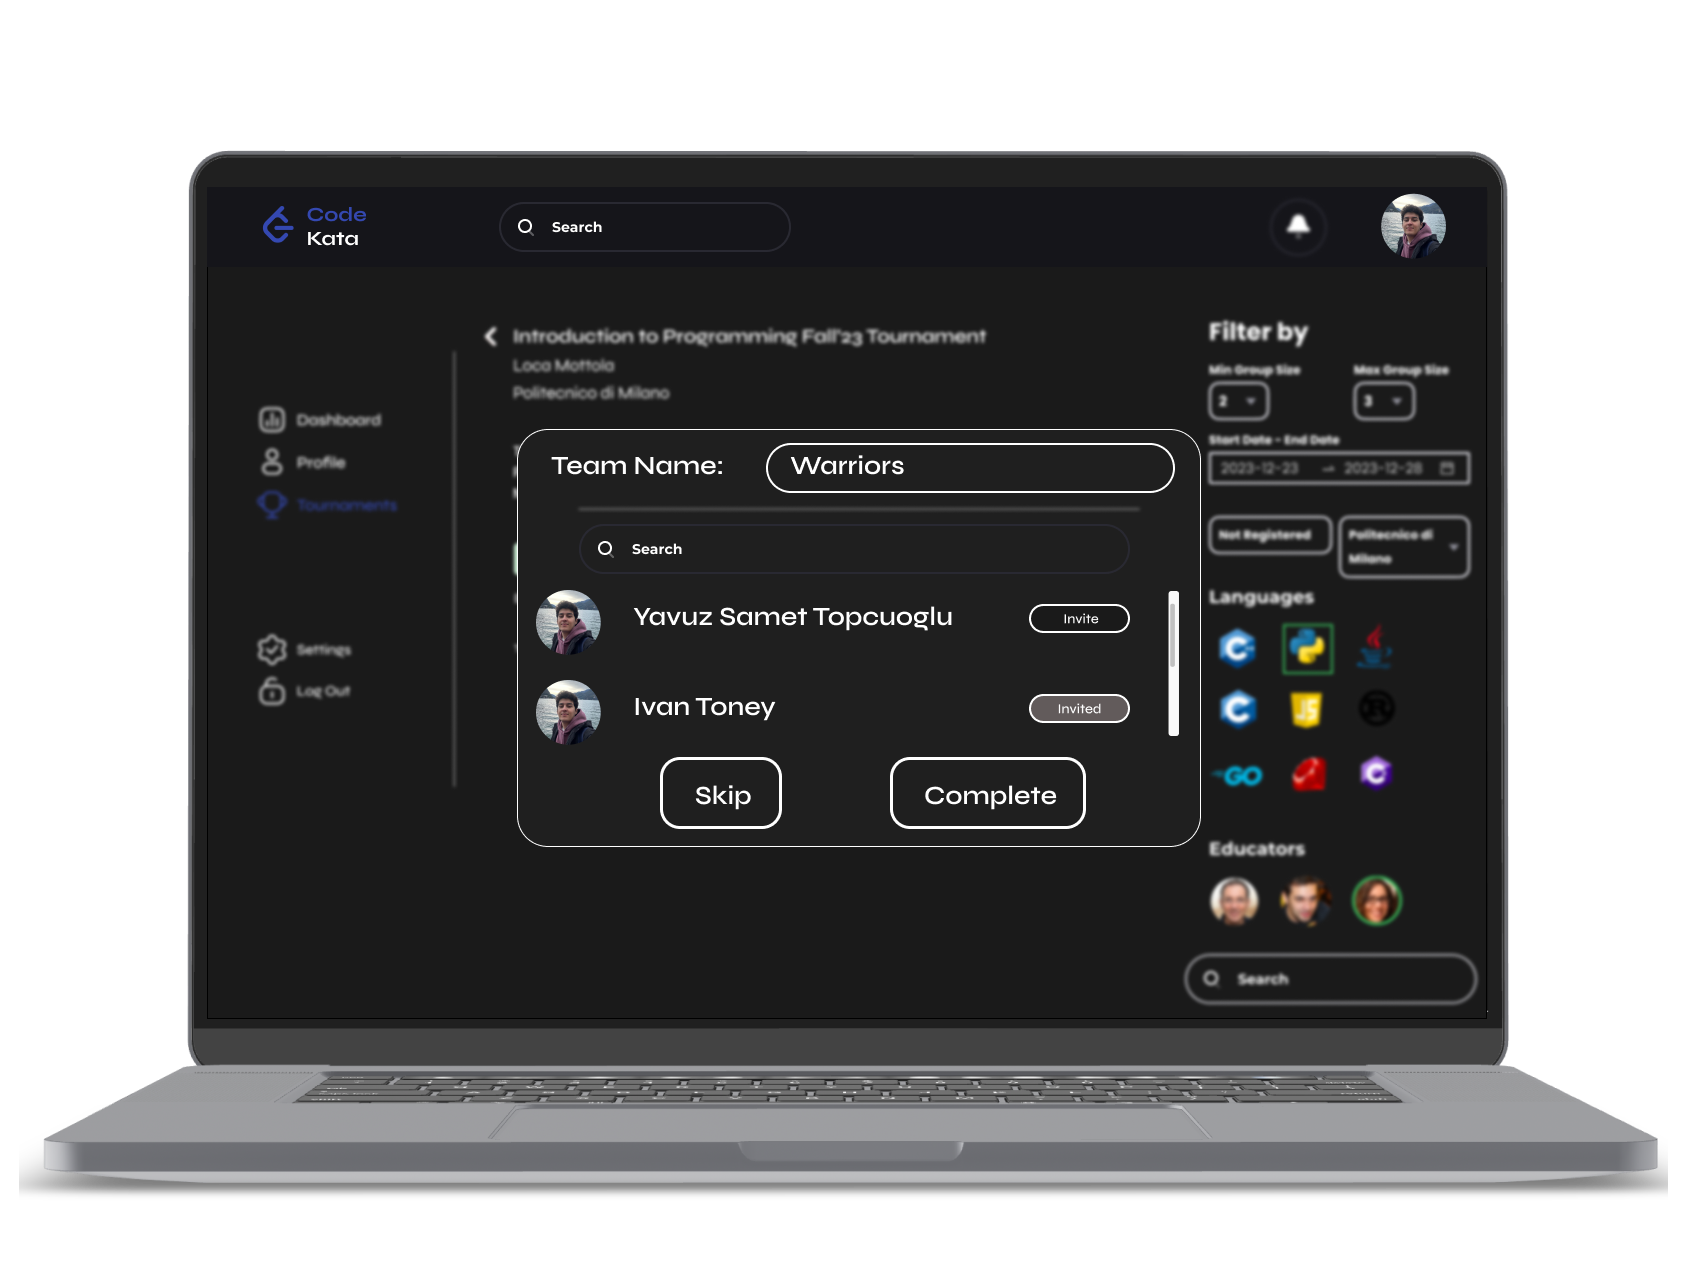 Code
Kata
Search
Introduction to Programming Fall'23 Tournament
Loca Mottola
Politecnico di Milano
Dashboard
Profile
Tournaments
Settings
Log Out
Team Name:
Warriors
Search
Yavuz Samet Topcuoglu
Invite
Ivan Toney
Invited
Skip
Complete
Filter by
Min Group Size
Max Group Size
2
3
Start Date - End Date
2023-12-23 → 2023-12-28
Not Registered
Politecnico di
Milano
Languages
C
JS
R
GO
C
Educators
Search